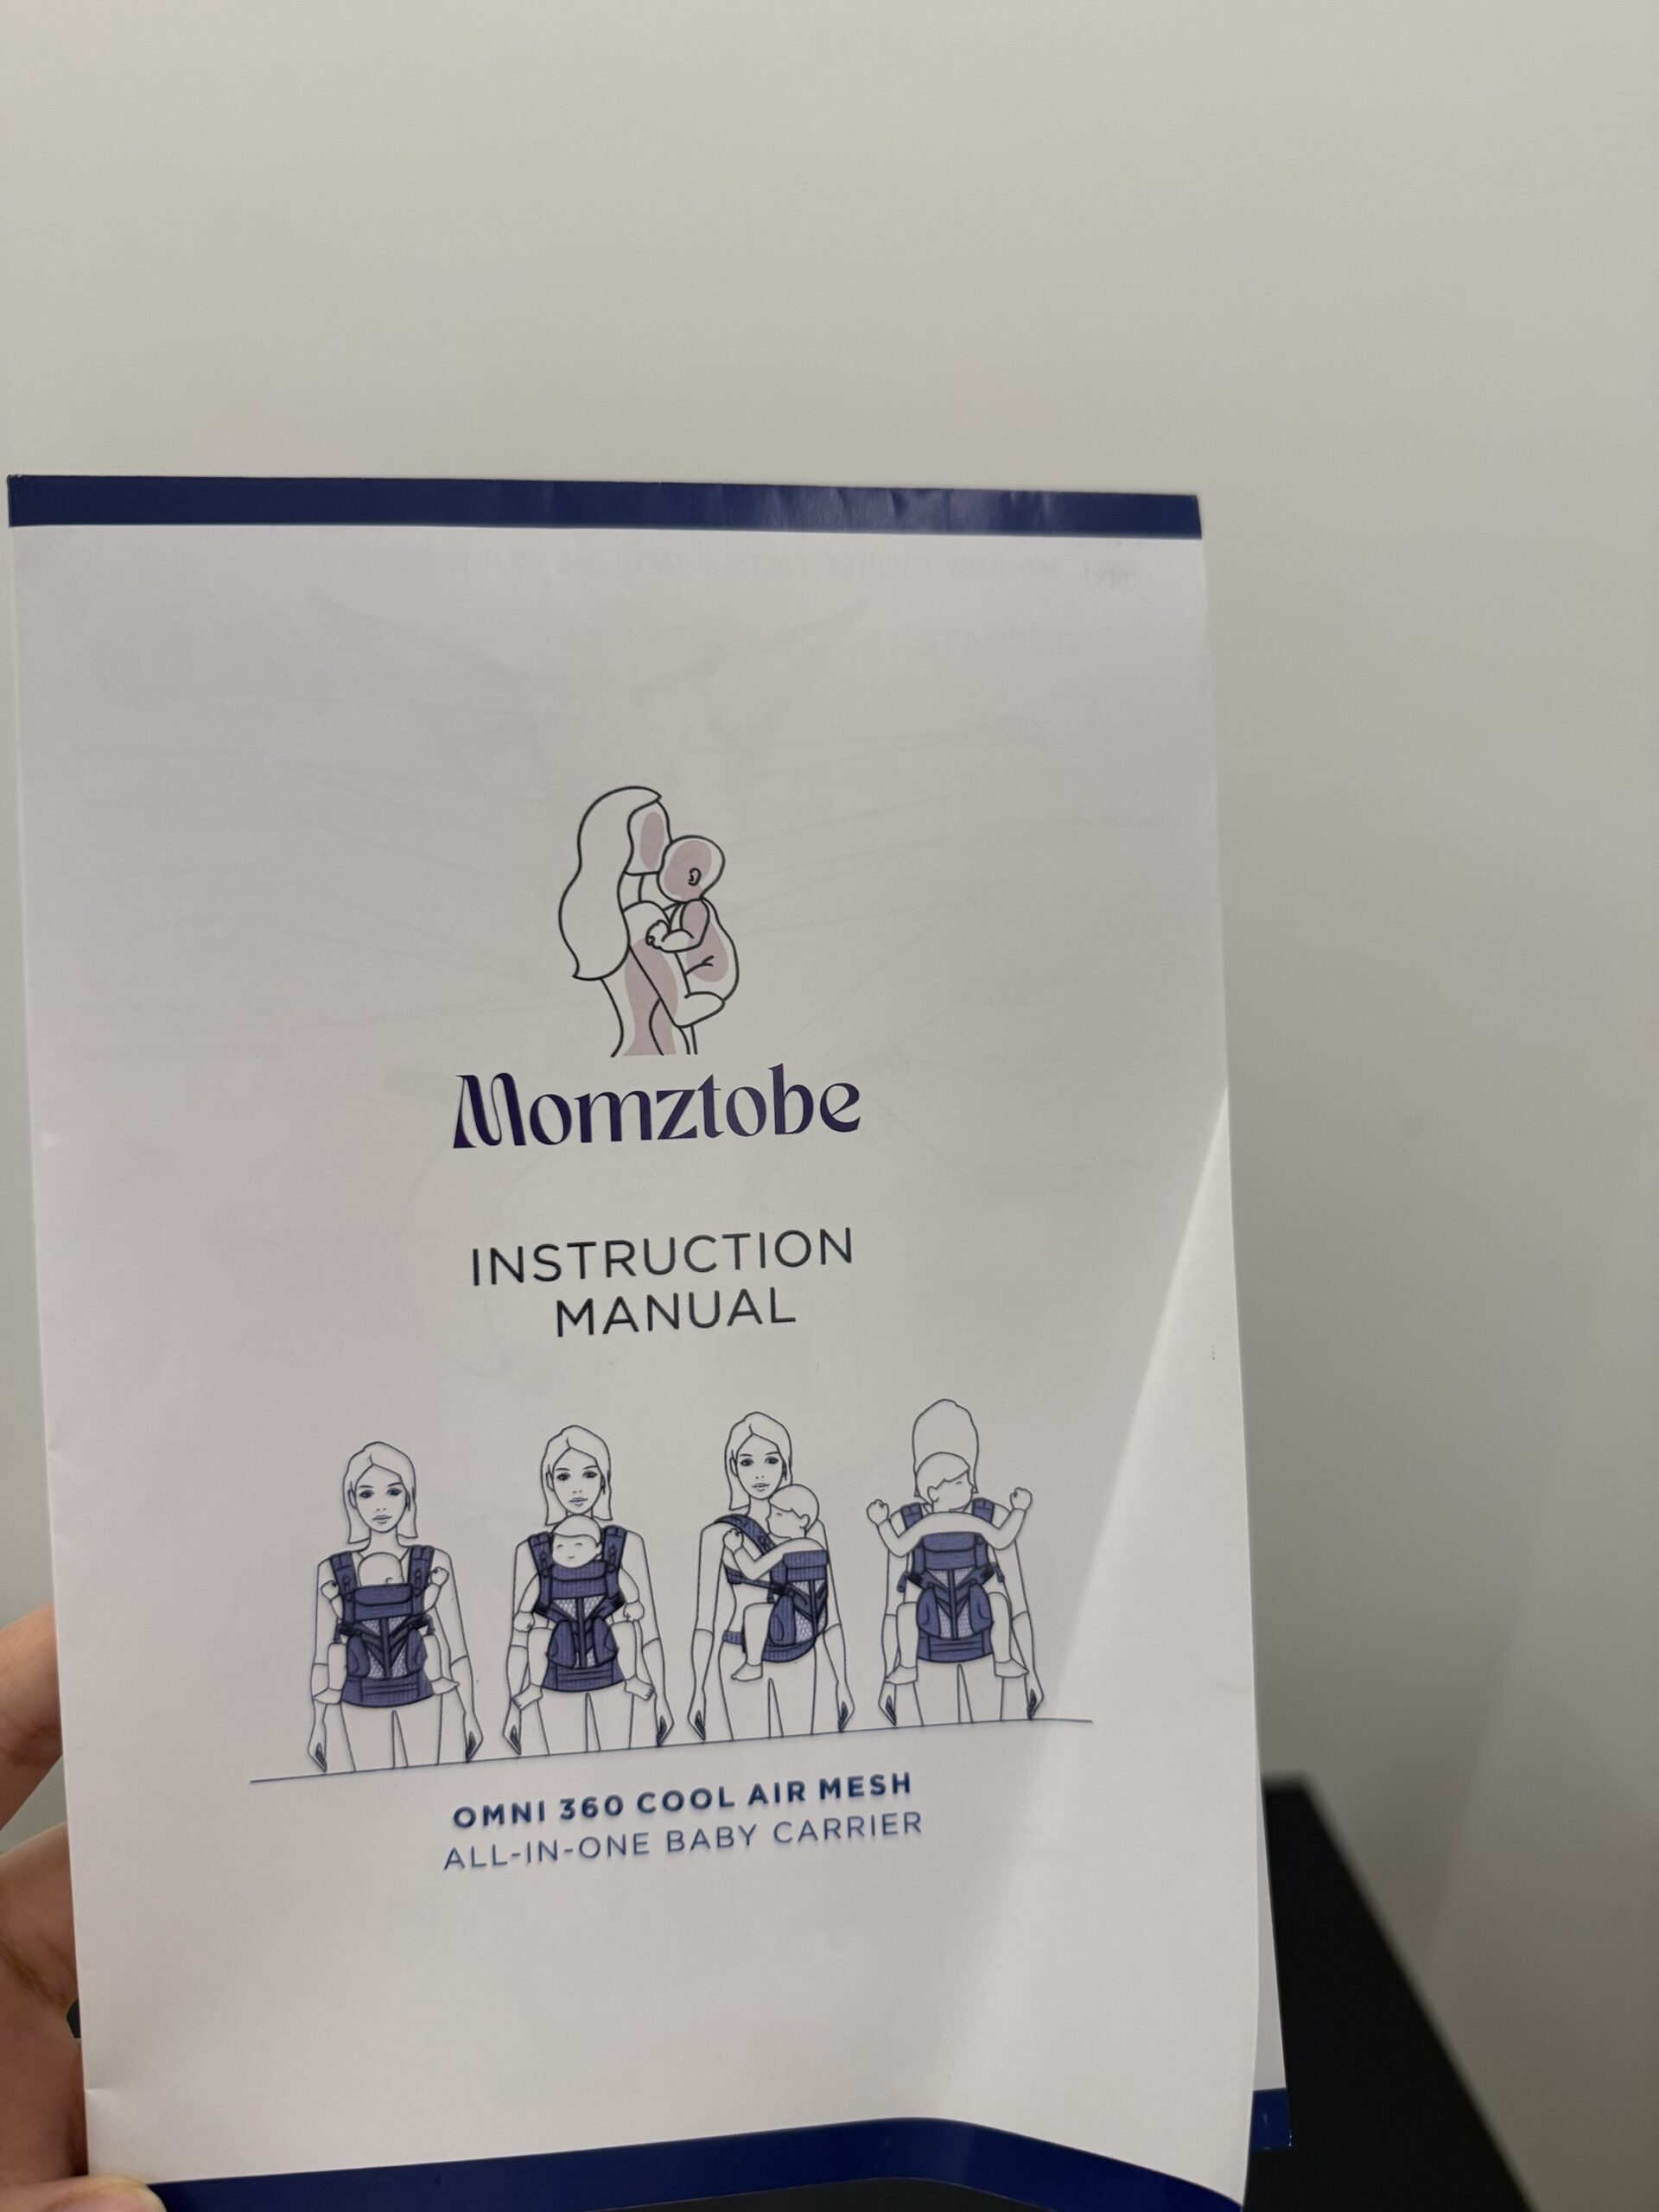 Momztobe
INSTRUCTION
MANUAL
OMNI 360 COOL AIR MESH
ALL-IN-ONE BABY CARRIER